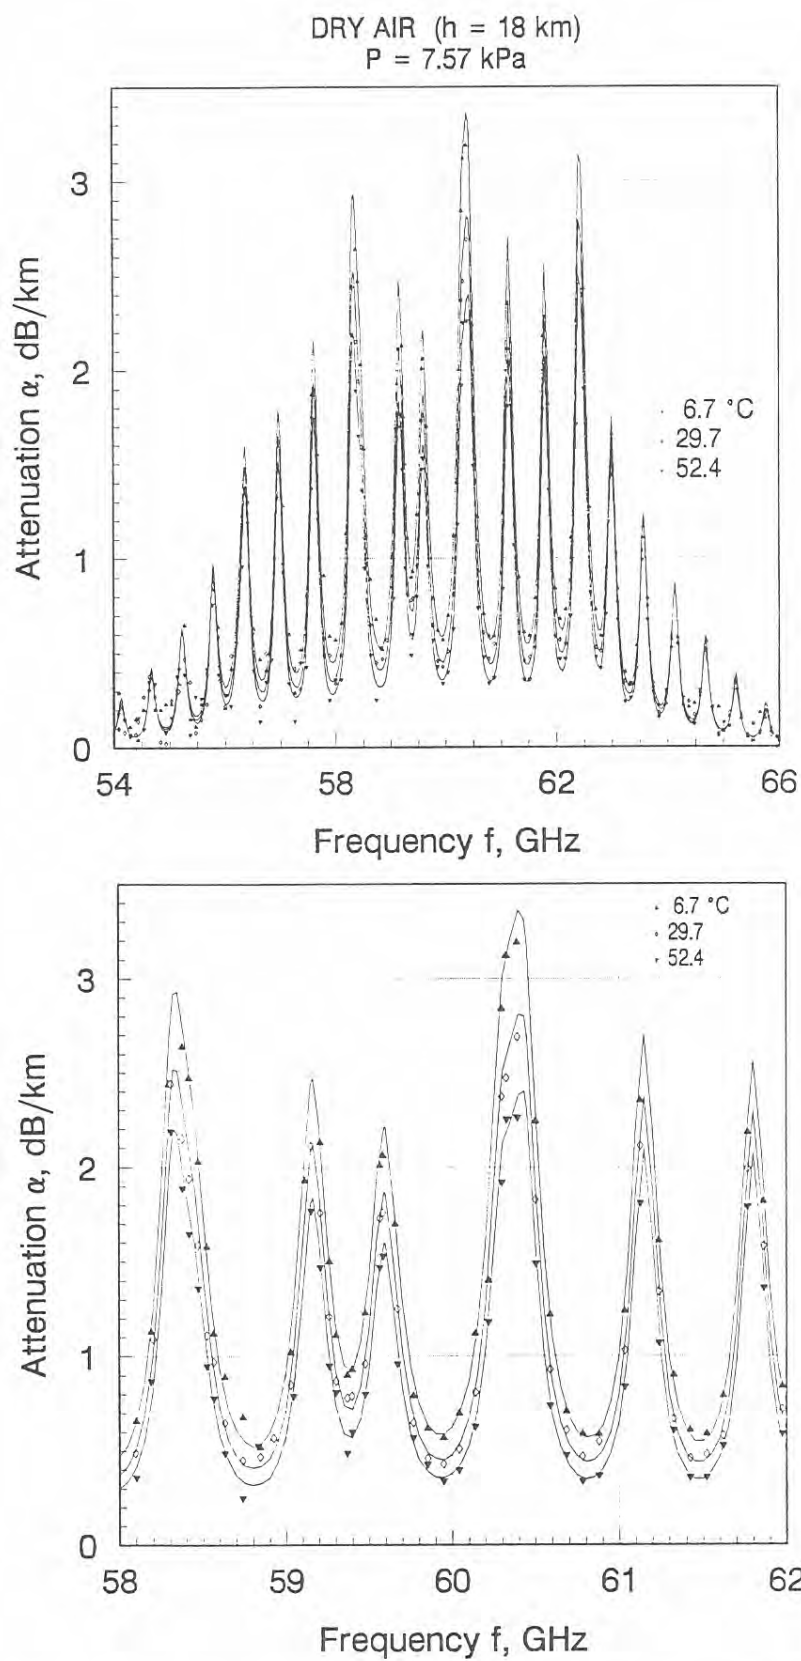 DRY AIR (h = 18 km)
P = 7.57 kPa
Attenuation α, dB/km
3
2
1
0
6.7 °C
29.7
52.4
54 58 62 66
Frequency f, GHz
Attenuation α, dB/km
3
2
1
0
6.7 °C
29.7
52.4
58 59 60 61 62
Frequency f, GHz